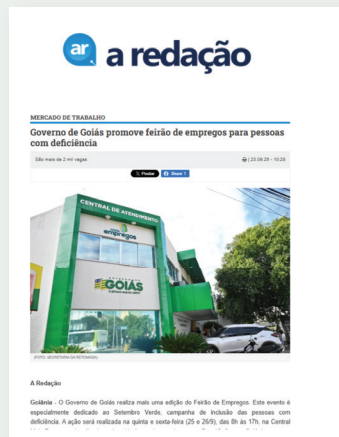 ar a redação
MERCADO DE TRABALHO
Governo de Goiás promove feirão de empregos para pessoas
com deficiência
São mais de 2 mil vagas
23.09.25 - 10:28
X Postar Share 1
CENTRAL DE ATENDIMENTO
empregos
GOIÁS
(FOTO: SECRETARIA DA RETOMADA)
A Redação
Goiânia - O Governo de Goiás realiza mais uma edição do Feirão de Empregos. Este evento é
especialmente dedicado ao Setembro Verde, campanha de inclusão das pessoas com
deficiência. A ação será realizada na quinta e sexta-feira (25 e 26/9), das 8h às 17h, na Central